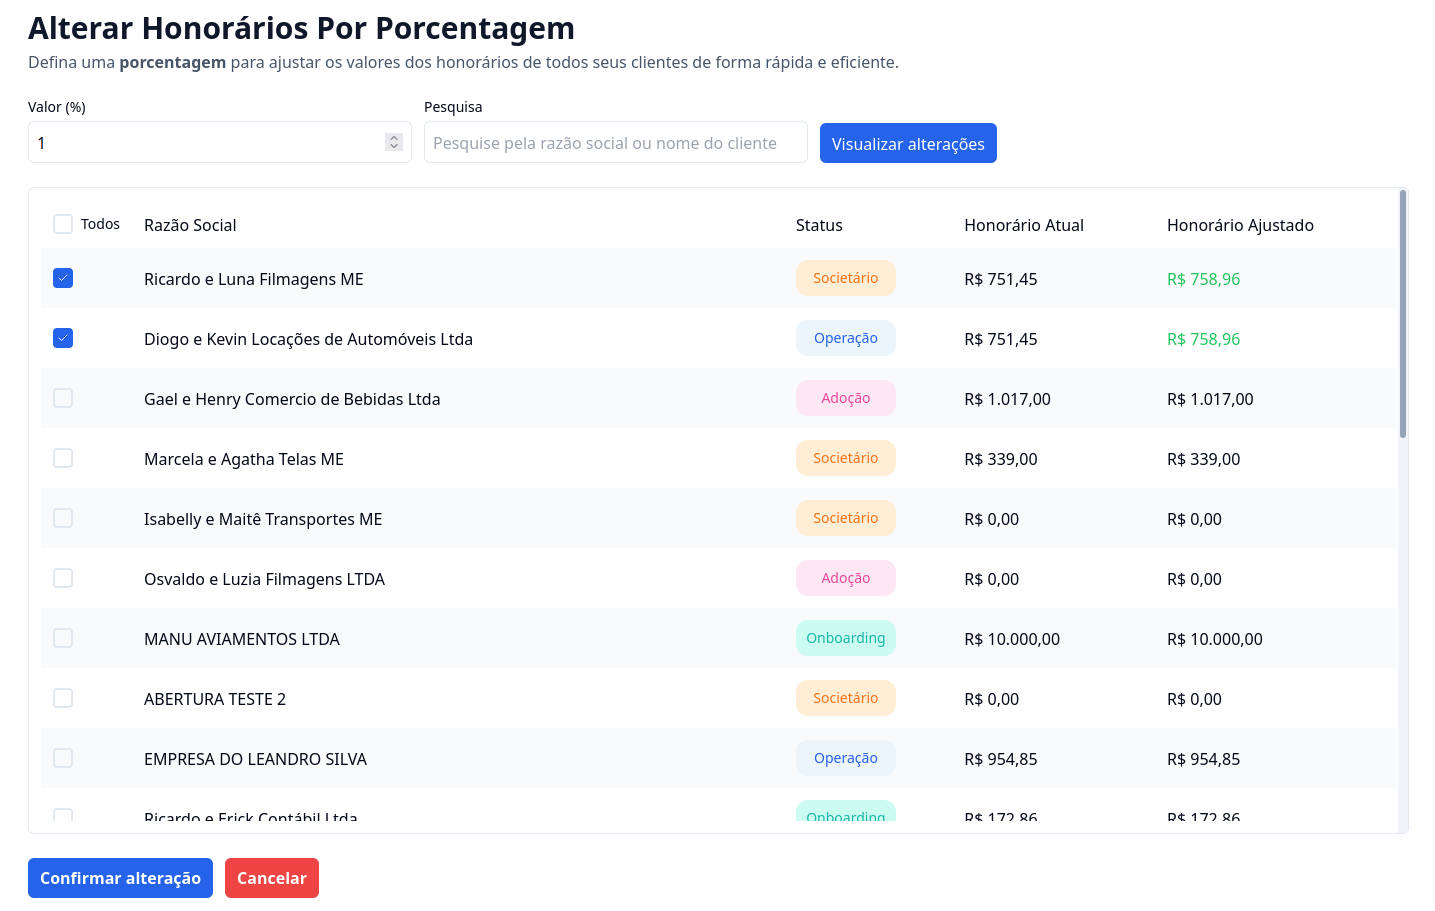 Alterar Honorários Por Porcentagem
Defina uma porcentagem para ajustar os valores dos honorários de todos seus clientes de forma rápida e eficiente.
Valor (%) Pesquisa
1 Pesquise pela razão social ou nome do cliente Visualizar alterações
Todos Razão Social Status Honorário Atual Honorário Ajustado
Ricardo e Luna Filmagens ME Societário R$ 751,45 R$ 758,96
Diogo e Kevin Locações de Automóveis Ltda Operação R$ 751,45 R$ 758,96
Gael e Henry Comercio de Bebidas Ltda Adoção R$ 1.017,00 R$ 1.017,00
Marcela e Agatha Telas ME Societário R$ 339,00 R$ 339,00
Isabelly e Maitê Transportes ME Societário R$ 0,00 R$ 0,00
Osvaldo e Luzia Filmagens LTDA Adoção R$ 0,00 R$ 0,00
MANU AVIAMENTOS LTDA Onboarding R$ 10.000,00 R$ 10.000,00
ABERTURA TESTE 2 Societário R$ 0,00 R$ 0,00
EMPRESA DO LEANDRO SILVA Operação R$ 954,85 R$ 954,85
Ricardo e Erick Contábil Ltda Onboarding R$ 172,86 R$ 172,86
Confirmar alteração Cancelar